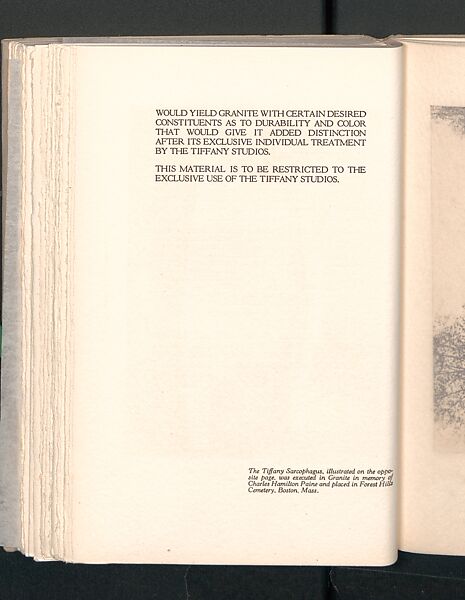 WOULD YIELD GRANITE WITH CERTAIN DESIRED
CONSTITUENTS AS TO DURABILITY AND COLOR
THAT WOULD GIVE IT ADDED DISTINCTION
AFTER ITS EXCLUSIVE INDIVIDUAL TREATMENT
BY THE TIFFANY STUDIOS.
THIS MATERIAL IS TO BE RESTRICTED TO THE
EXCLUSIVE USE OF THE TIFFANY STUDIOS.
The Tiffany Sarcophagus, illustrated on the oppo-
site page, was executed in Granite in memory of
Charles Hamilton Paine and placed in Forest Hills
Cemetery, Boston, Mass.